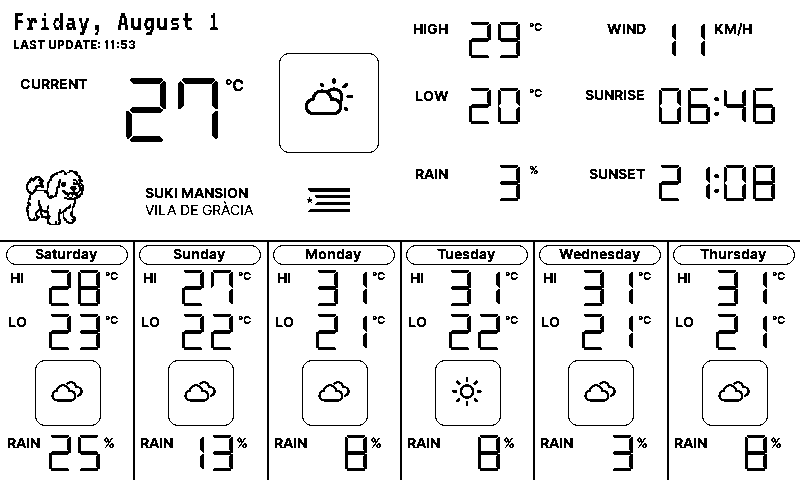 Friday, August 1
LAST UPDATE: 11:53
CURRENT 27 °C
HIGH 29 °C
WIND 11 KM/H
LOW 20 °C
SUNRISE 06:46
RAIN 3 %
SUNSET 21:08
SUKI MANSION
VILA DE GRÀCIA
Saturday
HI 28 °C
LO 23 °C
RAIN 25 %
Sunday
HI 27 °C
LO 22 °C
RAIN 13 %
Monday
HI 31 °C
LO 21 °C
RAIN 8 %
Tuesday
HI 31 °C
LO 22 °C
RAIN 8 %
Wednesday
HI 31 °C
LO 21 °C
RAIN 3 %
Thursday
HI 31 °C
LO 21 °C
RAIN 8 %